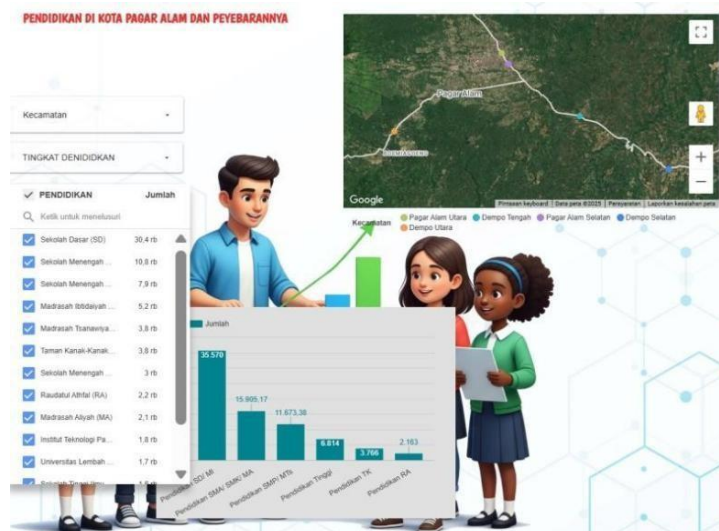 PENDIDIKAN DI KOTA PAGAR ALAM DAN PEYEBARANNYA
Kecamatan
TINGKAT DENIDIDKAN
PENDIDIKAN Jumlah
Ketik untuk menelusuri
Sekolah Dasar (SD) 30,4 rb
Sekolah Menengah ... 10,8 rb
Sekolah Menengah ... 7,9 rb
Madrasah Ibtidaiyah ... 5,2 rb
Madrasah Tsanawiya... 3,8 rb
Taman Kanak-Kanak... 3,8 rb
Sekolah Menengah ... 3 rb
Raudatul Athfal (RA) 2,2 rb
Madrasah Aliyah (MA) 2,1 rb
Institut Teknologi Pa... 1,8 rb
Universitas Lembah ... 1,7 rb
Pagar Alam
Google
Pintasan keyboard Data peta ©2025 Persyaratan Laporkan kesalahan peta
Kecamatan Pagar Alam Utara Dempo Tengah Pagar Alam Selatan Dempo Selatan
Dempo Utara
Jumlah
35.570
15.905,17
11.673,38
6.814
3.766
2.163
Pendidikan SD/ MI
Pendidikan SMA/ SMK/ MA
Pendidikan SMP/ MTs
Pendidikan Tinggi
Pendidikan TK
Pendidikan RA